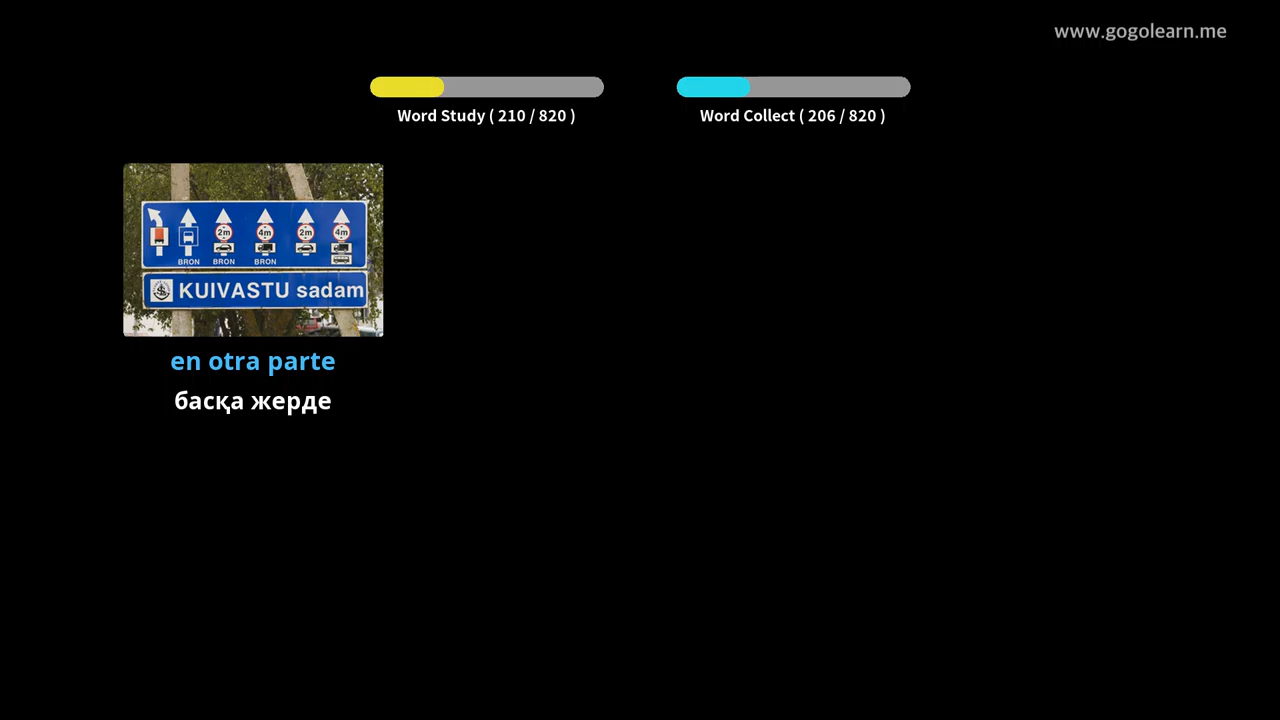 www.gogolearn.me
Word Study ( 210 / 820 )
Word Collect ( 206 / 820 )
2m 4m 2m 4m
BRON BRON BRON
KUIVASTU sadam
en otra parte
басқа жерде